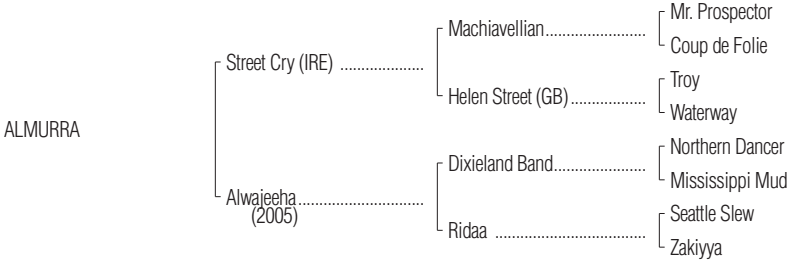 Mr. Prospector
Machiavellian.......................
Coup de Folie
Street Cry (IRE) ...................
Troy
Helen Street (GB).................
Waterway
ALMURRA
Northern Dancer
Dixieland Band.....................
Mississippi Mud
Alwajeeha............................
(2005)
Seattle Slew
Ridaa ..................................
Zakiyya